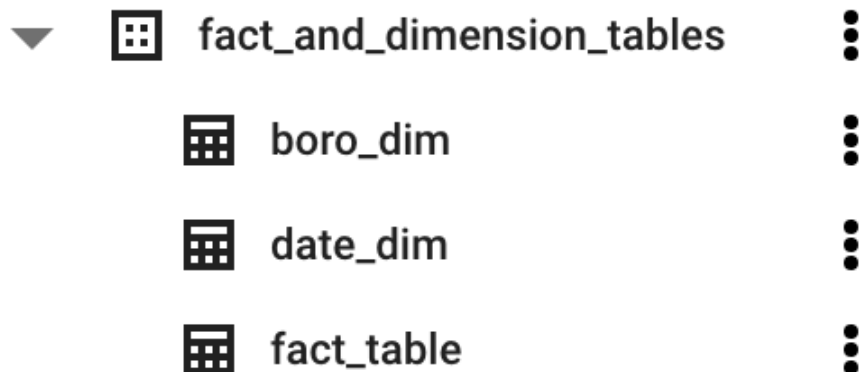 fact_and_dimension_tables
boro_dim
date_dim
fact_table